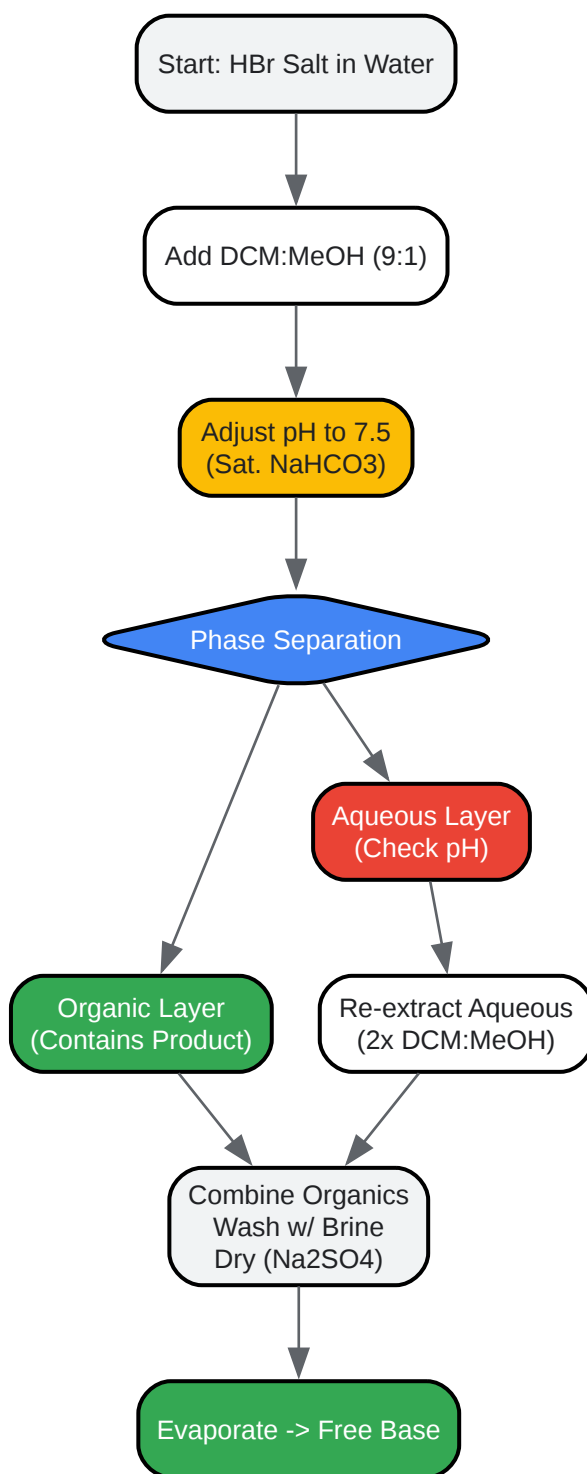 Start: HBr Salt in Water
Add DCM:MeOH (9:1)
Adjust pH to 7.5
(Sat. NaHCO3)
Phase Separation
Aqueous Layer
(Check pH)
Organic Layer
(Contains Product)
Re-extract Aqueous
(2x DCM:MeOH)
Combine Organics
Wash w/ Brine
Dry (Na2SO4)
Evaporate -> Free Base